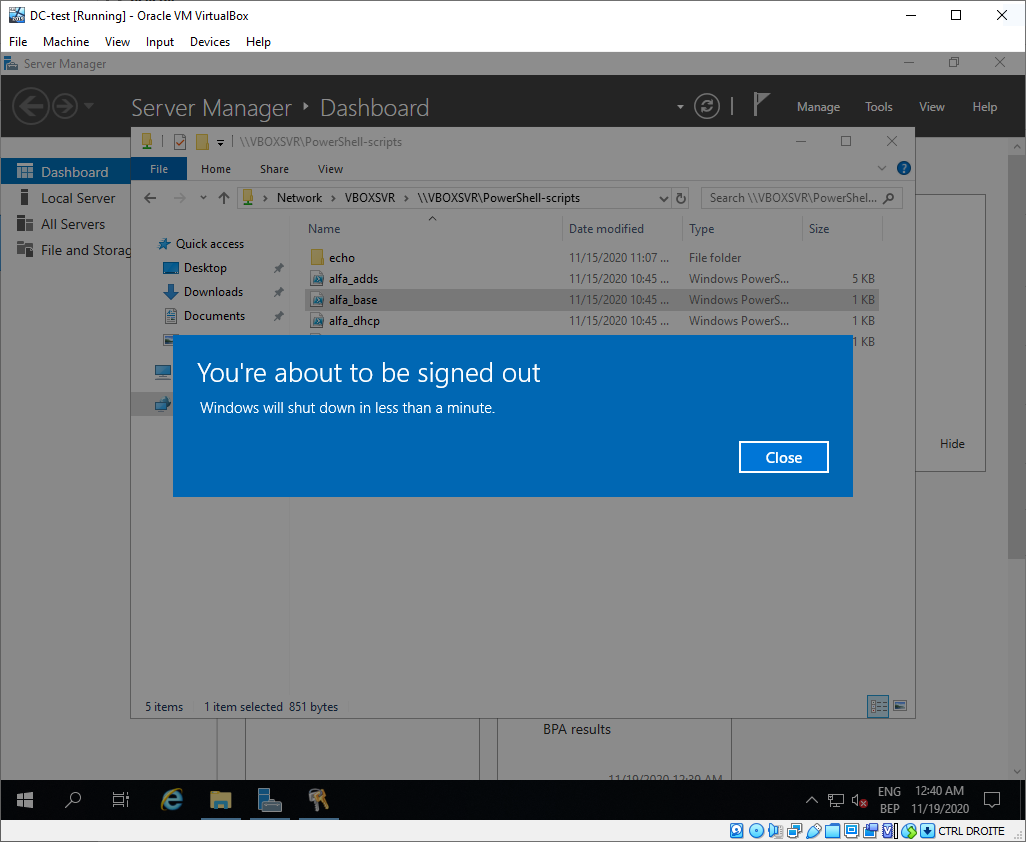 DC-test [Running] - Oracle VM VirtualBox
File Machine View Input Devices Help
Server Manager
Server Manager Dashboard
Manage Tools View Help
\\VBOXSVR\PowerShell-scripts
File Home Share View
Network VBOXSVR \\VBOXSVR\PowerShell-scripts
Search \\VBOXSVR\PowerShel...
Dashboard
Local Server
All Servers
File and Storag
Quick access
Desktop
Downloads
Documents
Name Date modified Type Size
echo 11/15/2020 11:07 ... File folder
alfa_adds 11/15/2020 10:45 ... Windows PowerS... 5 KB
alfa_base 11/15/2020 10:45 ... Windows PowerS... 1 KB
alfa_dhcp 11/15/2020 10:45 ... Windows PowerS... 1 KB
1 KB
You're about to be signed out
Windows will shut down in less than a minute.
Close
Hide
5 items 1 item selected 851 bytes
BPA results
11/19/2020 12:39 AM
ENG
BEP
12:40 AM
11/19/2020
CTRL DROITE